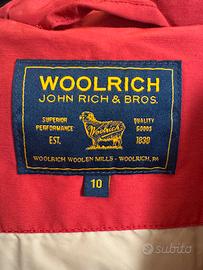 WOOLRICH
JOHN RICH & BROS.
SUPERIOR PERFORMANCE
QUALITY GOODS
Woolrich
EST.
1830
WOOLRICH WOOLEN MILLS - WOOLRICH, PA
10
subito